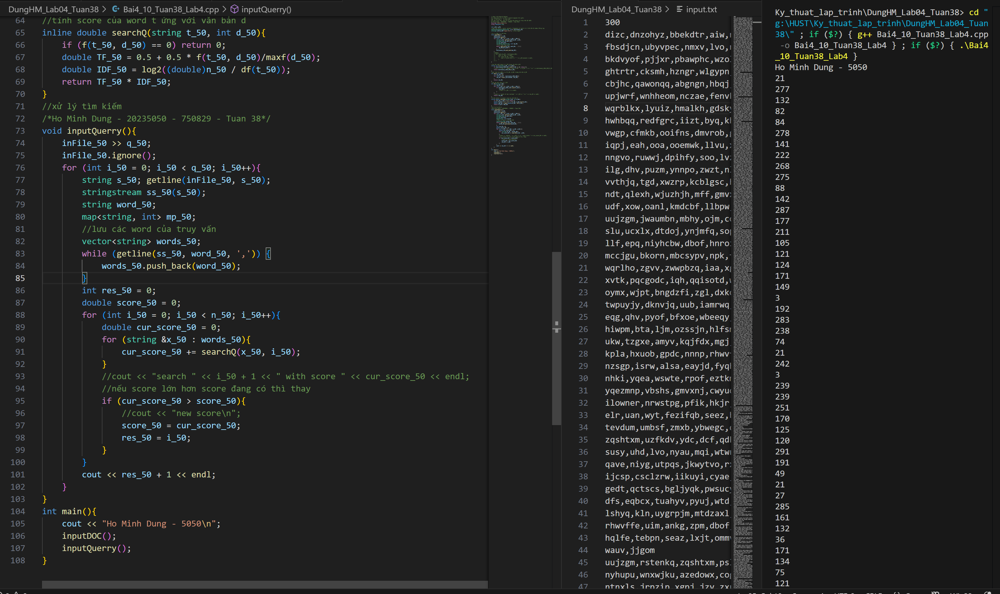 DungHM_Lab04_Tuan38 > Bai4_10_Tuan38_Lab4.cpp > inputQuerry()
64 //tính score của word t ứng với văn bản d
65 inline double searchQ(string t_50, int d_50){
66 if (f(t_50, d_50) == 0) return 0;
67 double TF_50 = 0.5 + 0.5 * f(t_50, d_50)/maxf(d_50);
68 double IDF_50 = log2((double)n_50 / df(t_50));
69 return TF_50 * IDF_50;
70 }
71 //xử lý tìm kiếm
72 /*Ho Minh Dung - 20235050 - 750829 - Tuan 38*/
73 void inputQuerry(){
74 inFile_50 >> q_50;
75 inFile_50.ignore();
76 for (int i_50 = 0; i_50 < q_50; i_50++){
77 string s_50; getline(inFile_50, s_50);
78 stringstream ss_50(s_50);
79 string word_50;
80 map<string, int> mp_50;
81 //lưu các word của truy vấn
82 vector<string> words_50;
83 while (getline(ss_50, word_50, ',')) {
84 words_50.push_back(word_50);
85 }
86 int res_50 = 0;
87 double score_50 = 0;
88 for (int i_50 = 0; i_50 < n_50; i_50++){
89 double cur_score_50 = 0;
90 for (string &x_50 : words_50){
91 cur_score_50 += searchQ(x_50, i_50);
92 }
93 //cout << "search " << i_50 + 1 << " with score " << cur_score_50 << endl;
94 //nếu score lớn hơn score đang có thì thay
95 if (cur_score_50 > score_50){
96 //cout << "new score\n";
97 score_50 = cur_score_50;
98 res_50 = i_50;
99 }
100 }
101 cout << res_50 + 1 << endl;
102 }
103 }
104 int main(){
105 cout << "Ho Minh Dung - 5050\n";
106 inputDOC();
107 inputQuerry();
108 }
DungHM_Lab04_Tuan38 > input.txt
1 300
2 dizc,dnzohyz,bbekdtr,aiw,
3 fbsdjcn,ubyvpec,nmxv,lvo,
4 bkdvyof,pjjxr,pbawphc,wzo
5 ghtrtr,cksmh,hzngr,wlgypn
6 cbjhc,qawonqq,abgngn,hbqj
7 upjwrf,wnhheom,nczae,fenv
8 wqrblkx,lyuiz,hmalkh,gdsk
9 hwhbqq,redfgrc,iizt,byq,k
10 vwgp,cfmkb,ooifns,dmvrob,
11 iqpj,eah,ooa,ooemwk,llvu,
12 nngvo,ruwwj,dpihfy,soo,lv
13 ilg,dhv,puzm,ynnpo,zwzt,n
14 vvthjq,tgd,xwzrp,kcblgsc,
15 ndt,qlexh,wjuzhjh,mff,gmv
16 udf,xow,oanl,kmdcbf,llbpw
17 uujzgm,jwaumbn,mbhy,ojm,c
18 slu,ucxlx,dtdoj,ynjmfq,so
19 llf,epq,niyhcbw,dbof,hnro
20 mccjgu,bkorn,mbcsypv,npk,
21 wqrlho,zgvv,zwwpbzq,iaa,x
22 xvtk,pqcgodc,iqh,qqisotd,
23 oymx,wjpt,bngdzfi,zgl,dxk
24 twpuyjy,dknvjq,uub,iamrwq
25 eqg,qhv,pyof,bfxoe,wbeeqy
26 hiwpm,bta,ljm,ozssjn,hlfs
27 ukw,tzgxe,amyv,kqjfdx,mgj
28 kpla,hxuob,gpdc,nnnp,rhwv
29 nzsgp,isrw,alsa,eayjd,fyq
30 nhki,yqea,wswte,rpof,eztk
31 yqezmnp,vbshs,gmvxnj,cwyu
32 ilowner,nrwstpg,pfik,hkjr
33 elr,uan,wyt,fezifqb,seez,
34 tevdum,umbsf,zmxb,ybwegc,
35 zqshtxm,uzfkdv,ydc,dcf,qd
36 susy,uhd,lvo,nyau,mqi,wtw
37 qave,niyg,utpqs,jkwytvo,r
38 ijcsp,csclzrw,iikuyi,cyae
39 gedt,qctscs,bgljyqk,pwsuc
40 dfs,eqbcx,tuahyv,pyuj,wtd
41 lshyq,kln,uygrpjm,mtdzaxl
42 rhwvffe,uim,ankg,zpm,dbof
43 hqlfe,tebpn,seaz,lxjt,omm
44 wauv,jjgom
45 uujzgm,rstenkq,zqshtxm,ps
46 nyhupu,wnxwjku,azedowx,co
47 ntnxls,jrpzjp,xgnj,jzy,zx
Ky_thuat_lap_trinh\DungHM_Lab04_Tuan38> cd "
g:\HUST\Ky_thuat_lap_trinh\DungHM_Lab04_Tuan
38\" ; if ($?) { g++ Bai4_10_Tuan38_Lab4.cpp
-o Bai4_10_Tuan38_Lab4 } ; if ($?) { .\Bai4
_10_Tuan38_Lab4 }
Ho Minh Dung - 5050
21
277
132
82
84
278
141
222
268
275
88
142
287
177
211
105
121
124
171
149
3
192
283
238
74
21
242
3
239
239
251
170
125
120
291
191
49
21
27
285
161
132
36
171
134
75
121